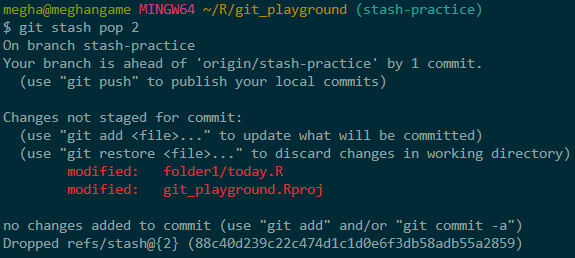 megha@meghangame MINGW64 ~/R/git_playground (stash-practice)
$ git stash pop 2
On branch stash-practice
Your branch is ahead of 'origin/stash-practice' by 1 commit.
  (use "git push" to publish your local commits)

Changes not staged for commit:
  (use "git add <file>..." to update what will be committed)
  (use "git restore <file>..." to discard changes in working directory)
        modified:   folder1/today.R
        modified:   git_playground.Rproj

no changes added to commit (use "git add" and/or "git commit -a")
Dropped refs/stash@{2} (88c40d239c22c474d1c1d0e6f3db58adb55a2859)